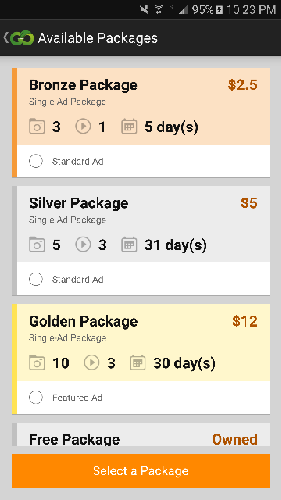 95% 10:23 PM
GO Available Packages
Bronze Package $2.5
Single Ad Package
3 1 5 day(s)
Standard Ad
Silver Package $5
Single Ad Package
5 3 31 day(s)
Standard Ad
Golden Package $12
Single Ad Package
10 3 30 day(s)
Featured Ad
Free Package Owned
Select a Package